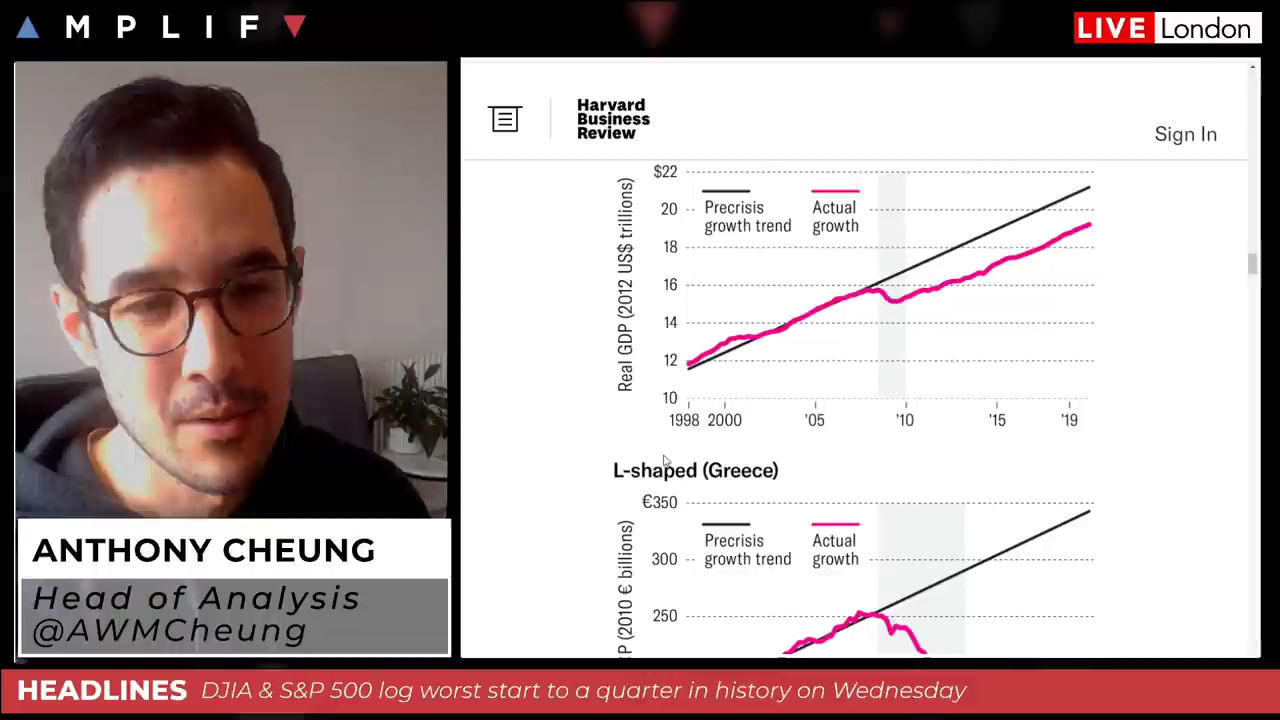 ▲ M P L I F ▼
LIVE London
Harvard
Business
Review
Sign In
Real GDP (2012 US$ trillions)
$22
20
18
16
14
12
10
Precrisis
growth trend
Actual
growth
1998 2000 '05 '10 '15 '19
L-shaped (Greece)
P (2010 € billions)
€350
300
250
Precrisis
growth trend
Actual
growth
ANTHONY CHEUNG
Head of Analysis
@AWMCheung
HEADLINES DJIA & S&P 500 log worst start to a quarter in history on Wednesday